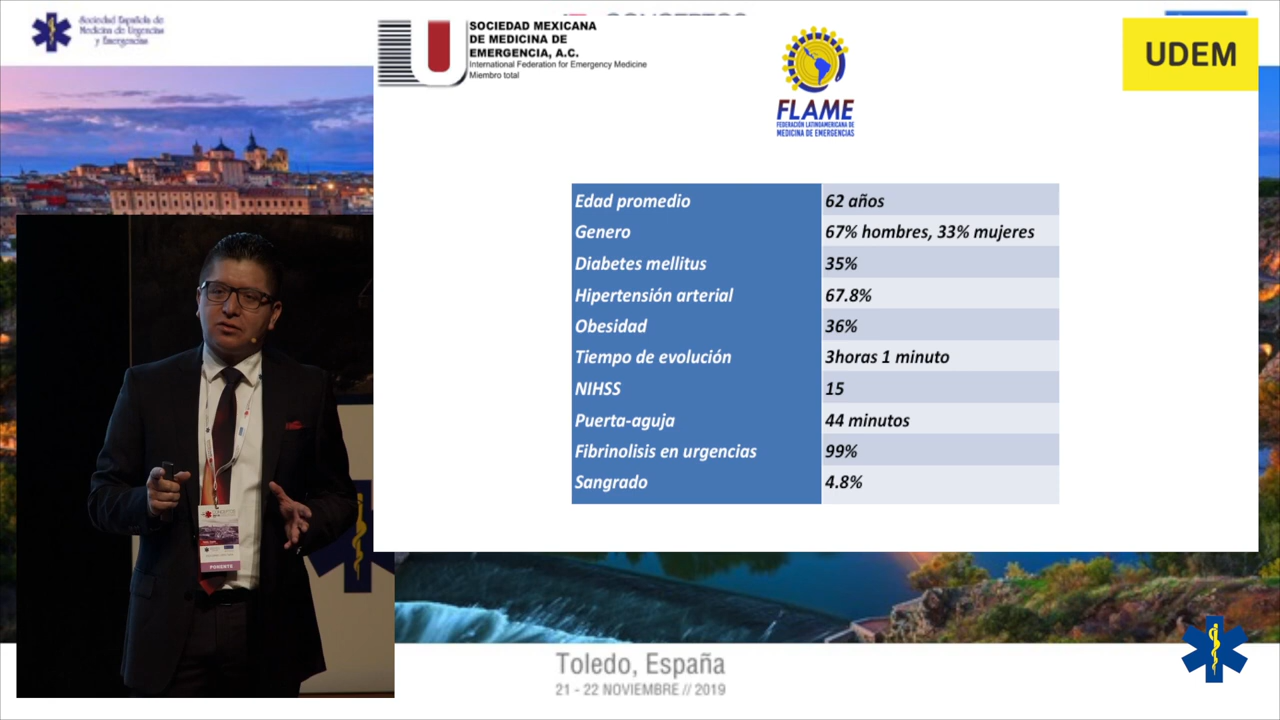 Sociedad Española de
Medicina de Urgencias
y Emergencias
SOCIEDAD MEXICANA
DE MEDICINA DE
EMERGENCIA, A.C.
International Federation for Emergency Medicine
Miembro total
FLAME
FEDERACIÓN LATINOAMERICANA DE
MEDICINA DE EMERGENCIAS
UDEM
Edad promedio 62 años
Genero 67% hombres, 33% mujeres
Diabetes mellitus 35%
Hipertensión arterial 67.8%
Obesidad 36%
Tiempo de evolución 3horas 1 minuto
NIHSS 15
Puerta-aguja 44 minutos
Fibrinolisis en urgencias 99%
Sangrado 4.8%
PONENTE
Toledo, España
21 - 22 NOVIEMBRE // 2019